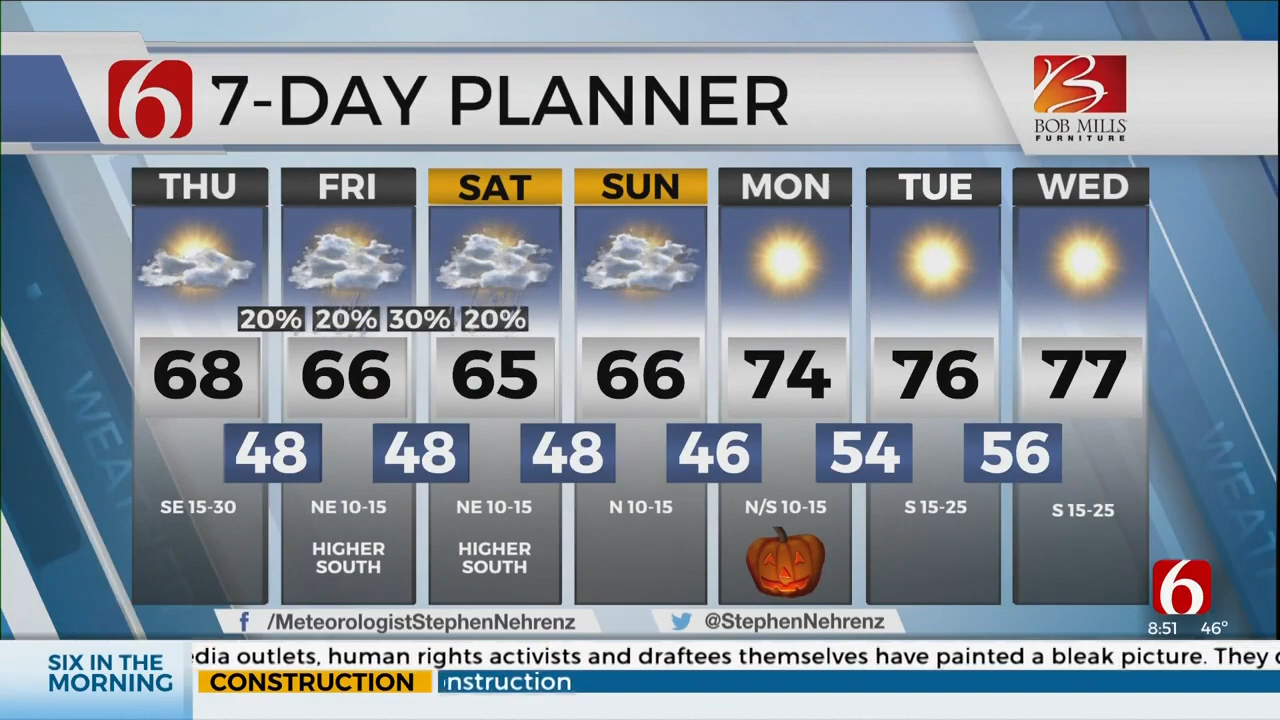 6 7-DAY PLANNER
B
BOB MILLS
FURNITURE
THU FRI SAT SUN MON TUE WED
20% 20% 30% 20%
68 66 65 66 74 76 77
48 48 48 46 54 56
SE 15-30 NE 10-15 NE 10-15 N 10-15 N/S 10-15 S 15-25 S 15-25
HIGHER SOUTH HIGHER SOUTH
6
/MeteorologistStephenNehrenz @StephenNehrenz
8:51 46°
SIX IN THE MORNING
edia outlets, human rights activists and draftees themselves have painted a bleak picture. They
CONSTRUCTION nstruction